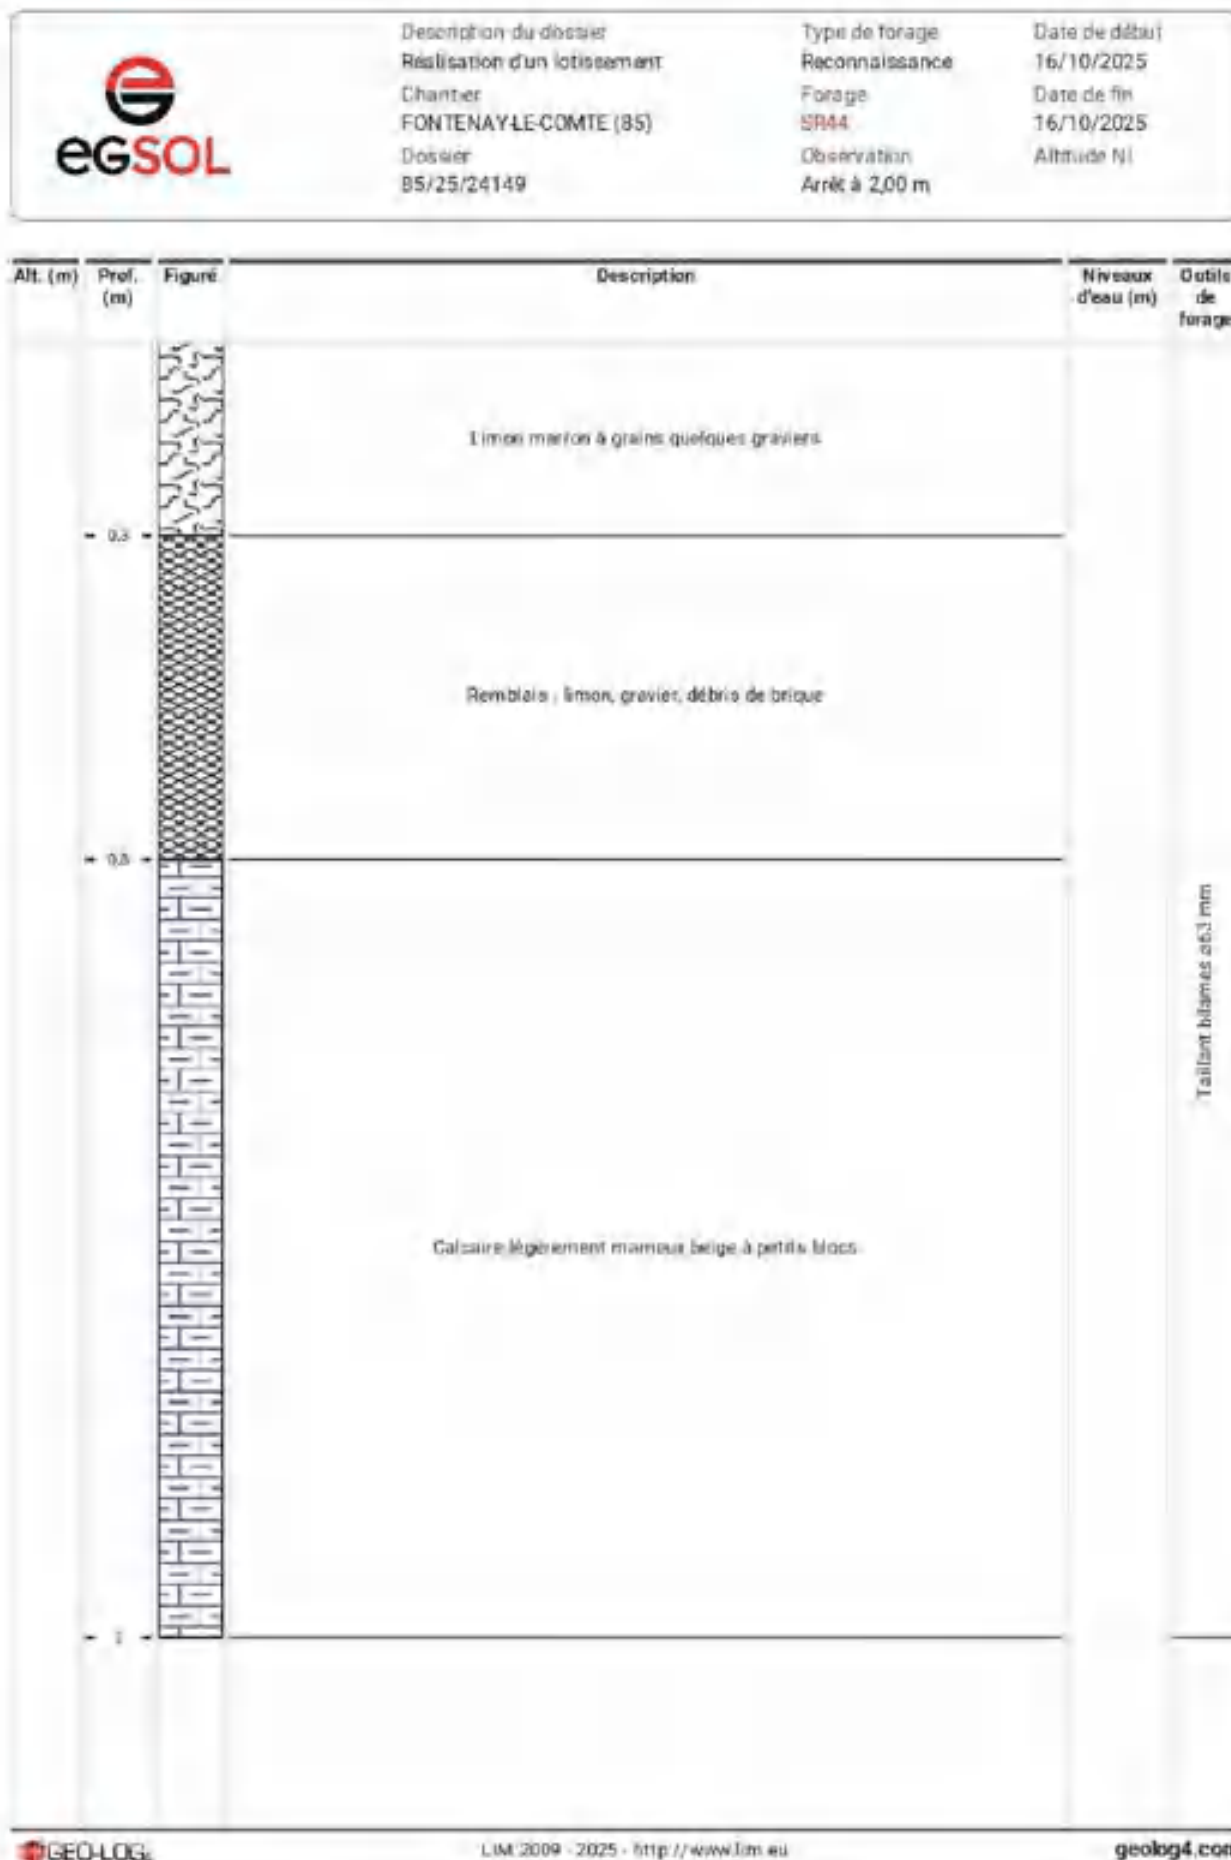 egsol
Description du dossier
Réalisation d'un lotissement
Chantier
FONTENAY-LE-COMTE (85)
Dossier
85/25/24149
Type de forage
Reconnaissance
Forage
SR44
Observation
Arrêt à 2,00 m
Date de début
16/10/2025
Date de fin
16/10/2025
Altitude NI
Alt. (m)
Prof. (m)
Figuré
Description
Niveaux d'eau (m)
Outils de forage
Limon marron à grains quelques graviers
0,3
Remblais : limon, gravier, débris de brique
0,8
Taillant bilames ø63 mm
Calcaire légèrement marneux beige à petits blocs
2
GEO-LOG4
LIM 2009 - 2025 - http://www.lim.eu
geolog4.com